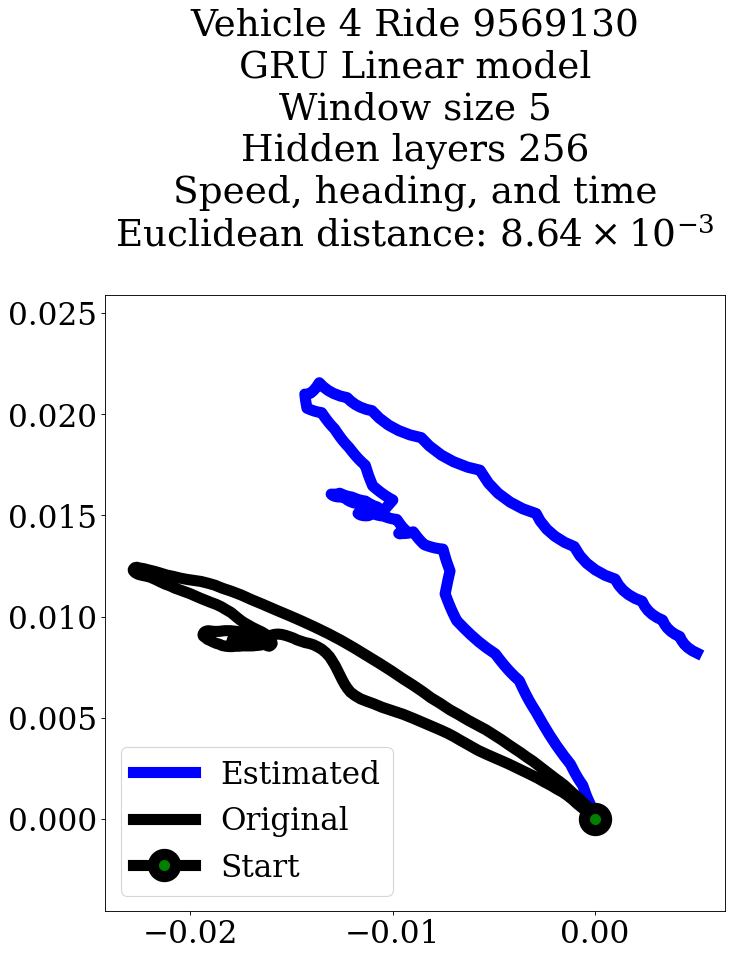 Vehicle 4 Ride 9569130
GRU Linear model
Window size 5
Hidden layers 256
Speed, heading, and time
Euclidean distance: 8.64 × 10⁻³
0.025
0.020
0.015
0.010
0.005
0.000
Estimated
Original
Start
−0.02
−0.01
0.00